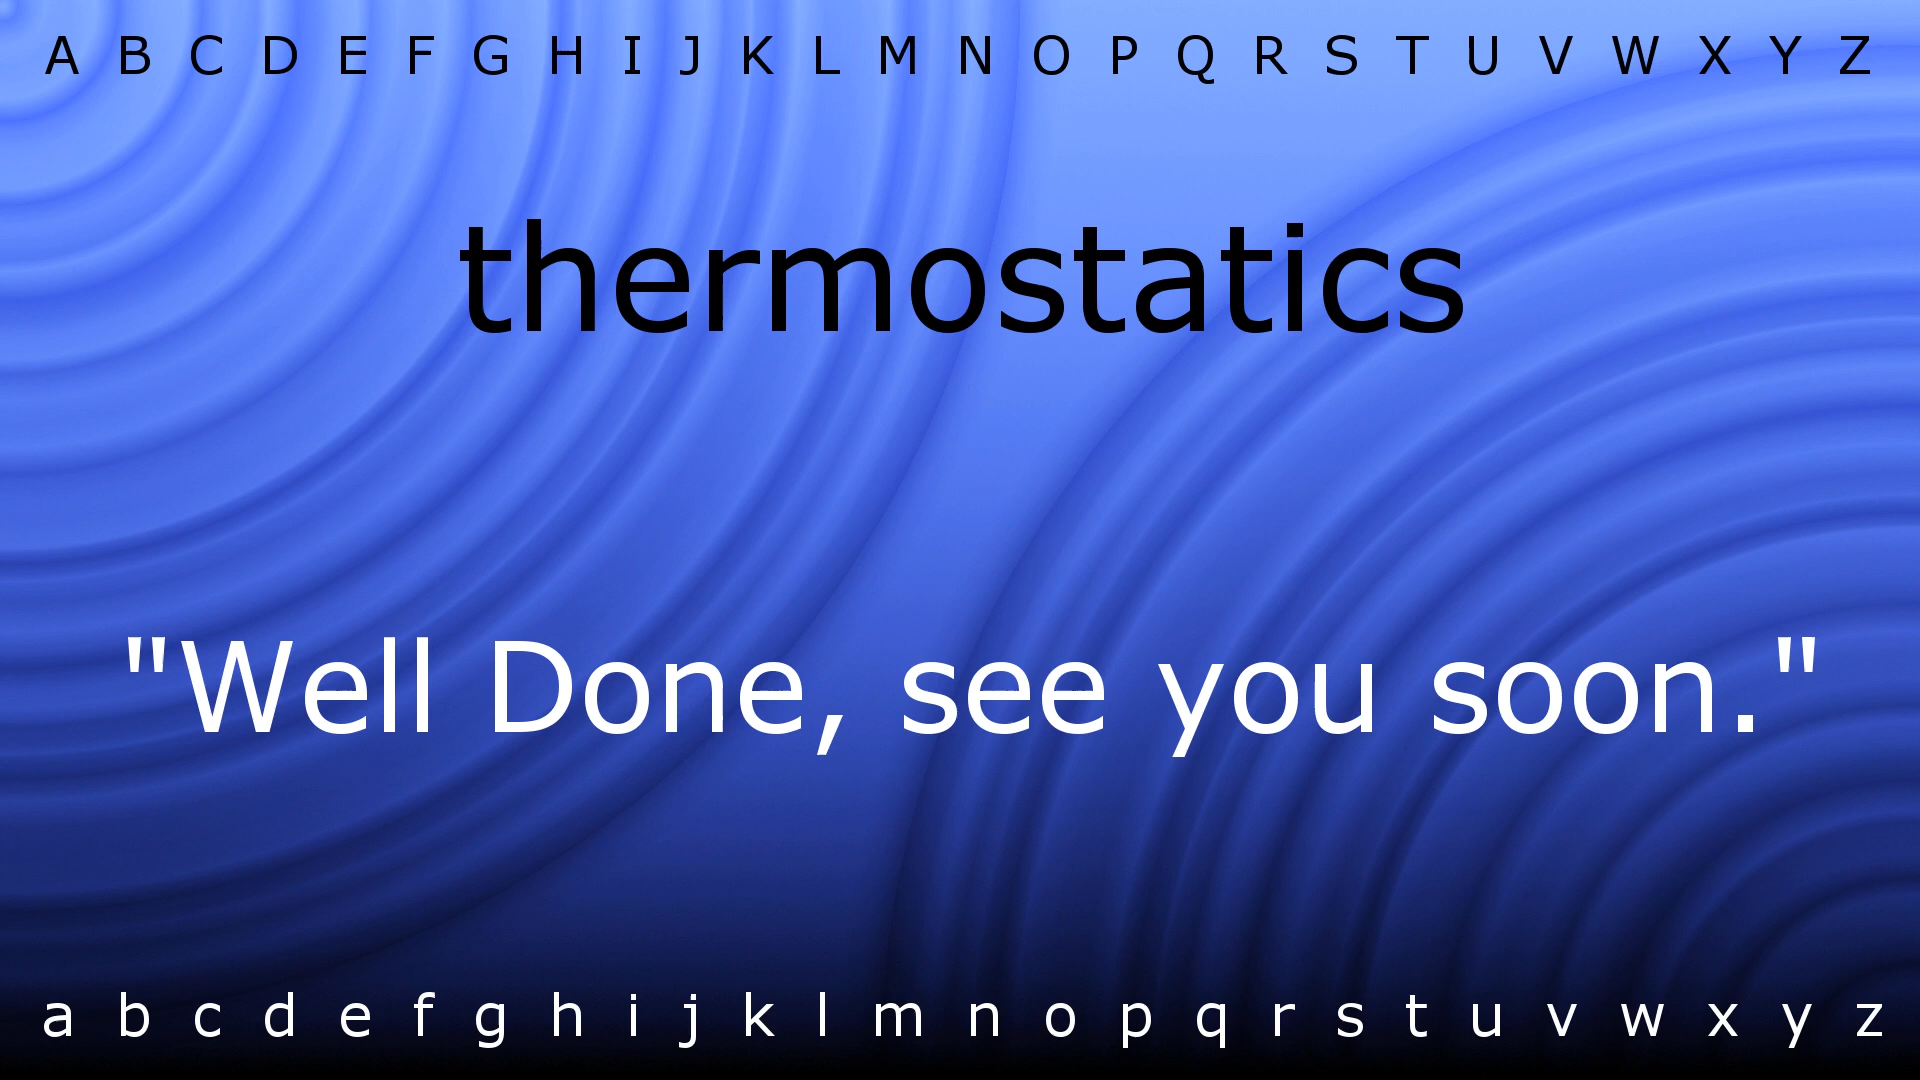 A B C D E F G H I J K L M N O P Q R S T U V W X Y Z
thermostatics
"Well Done, see you soon."
a b c d e f g h i j k l m n o p q r s t u v w x y z